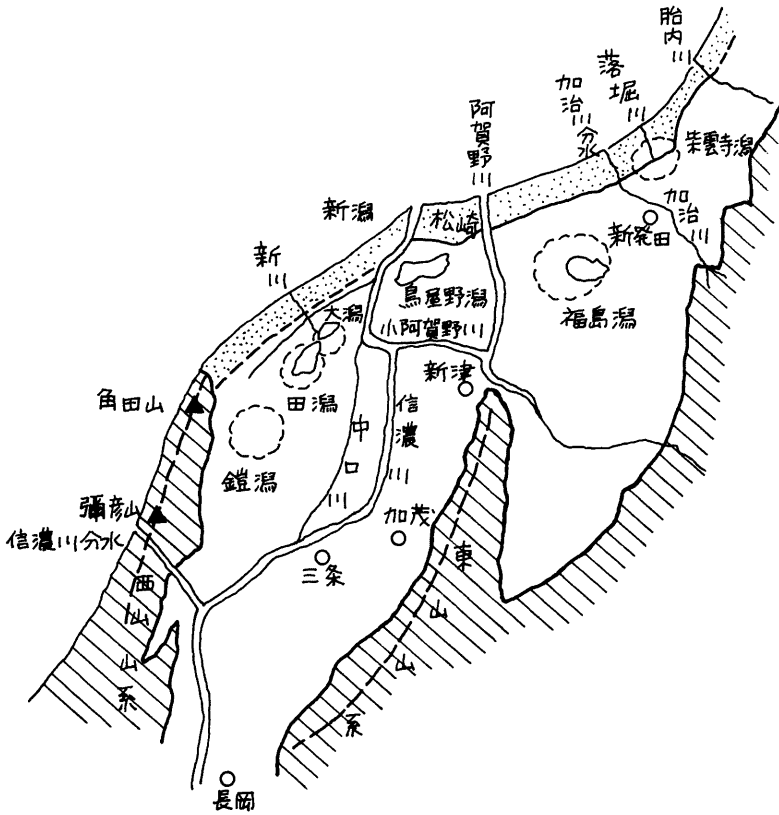 胎内川
落堀川
加治川分水
阿賀野川
紫雲寺潟
加治川
新発田
新潟
松崎
新川
鳥屋野潟
大潟
小阿賀野川
福島潟
新津
田潟
角田山
信濃川
中口川
鎧潟
彌彦山
加茂
信濃川分水
三条
東山山系
西山山系
長岡